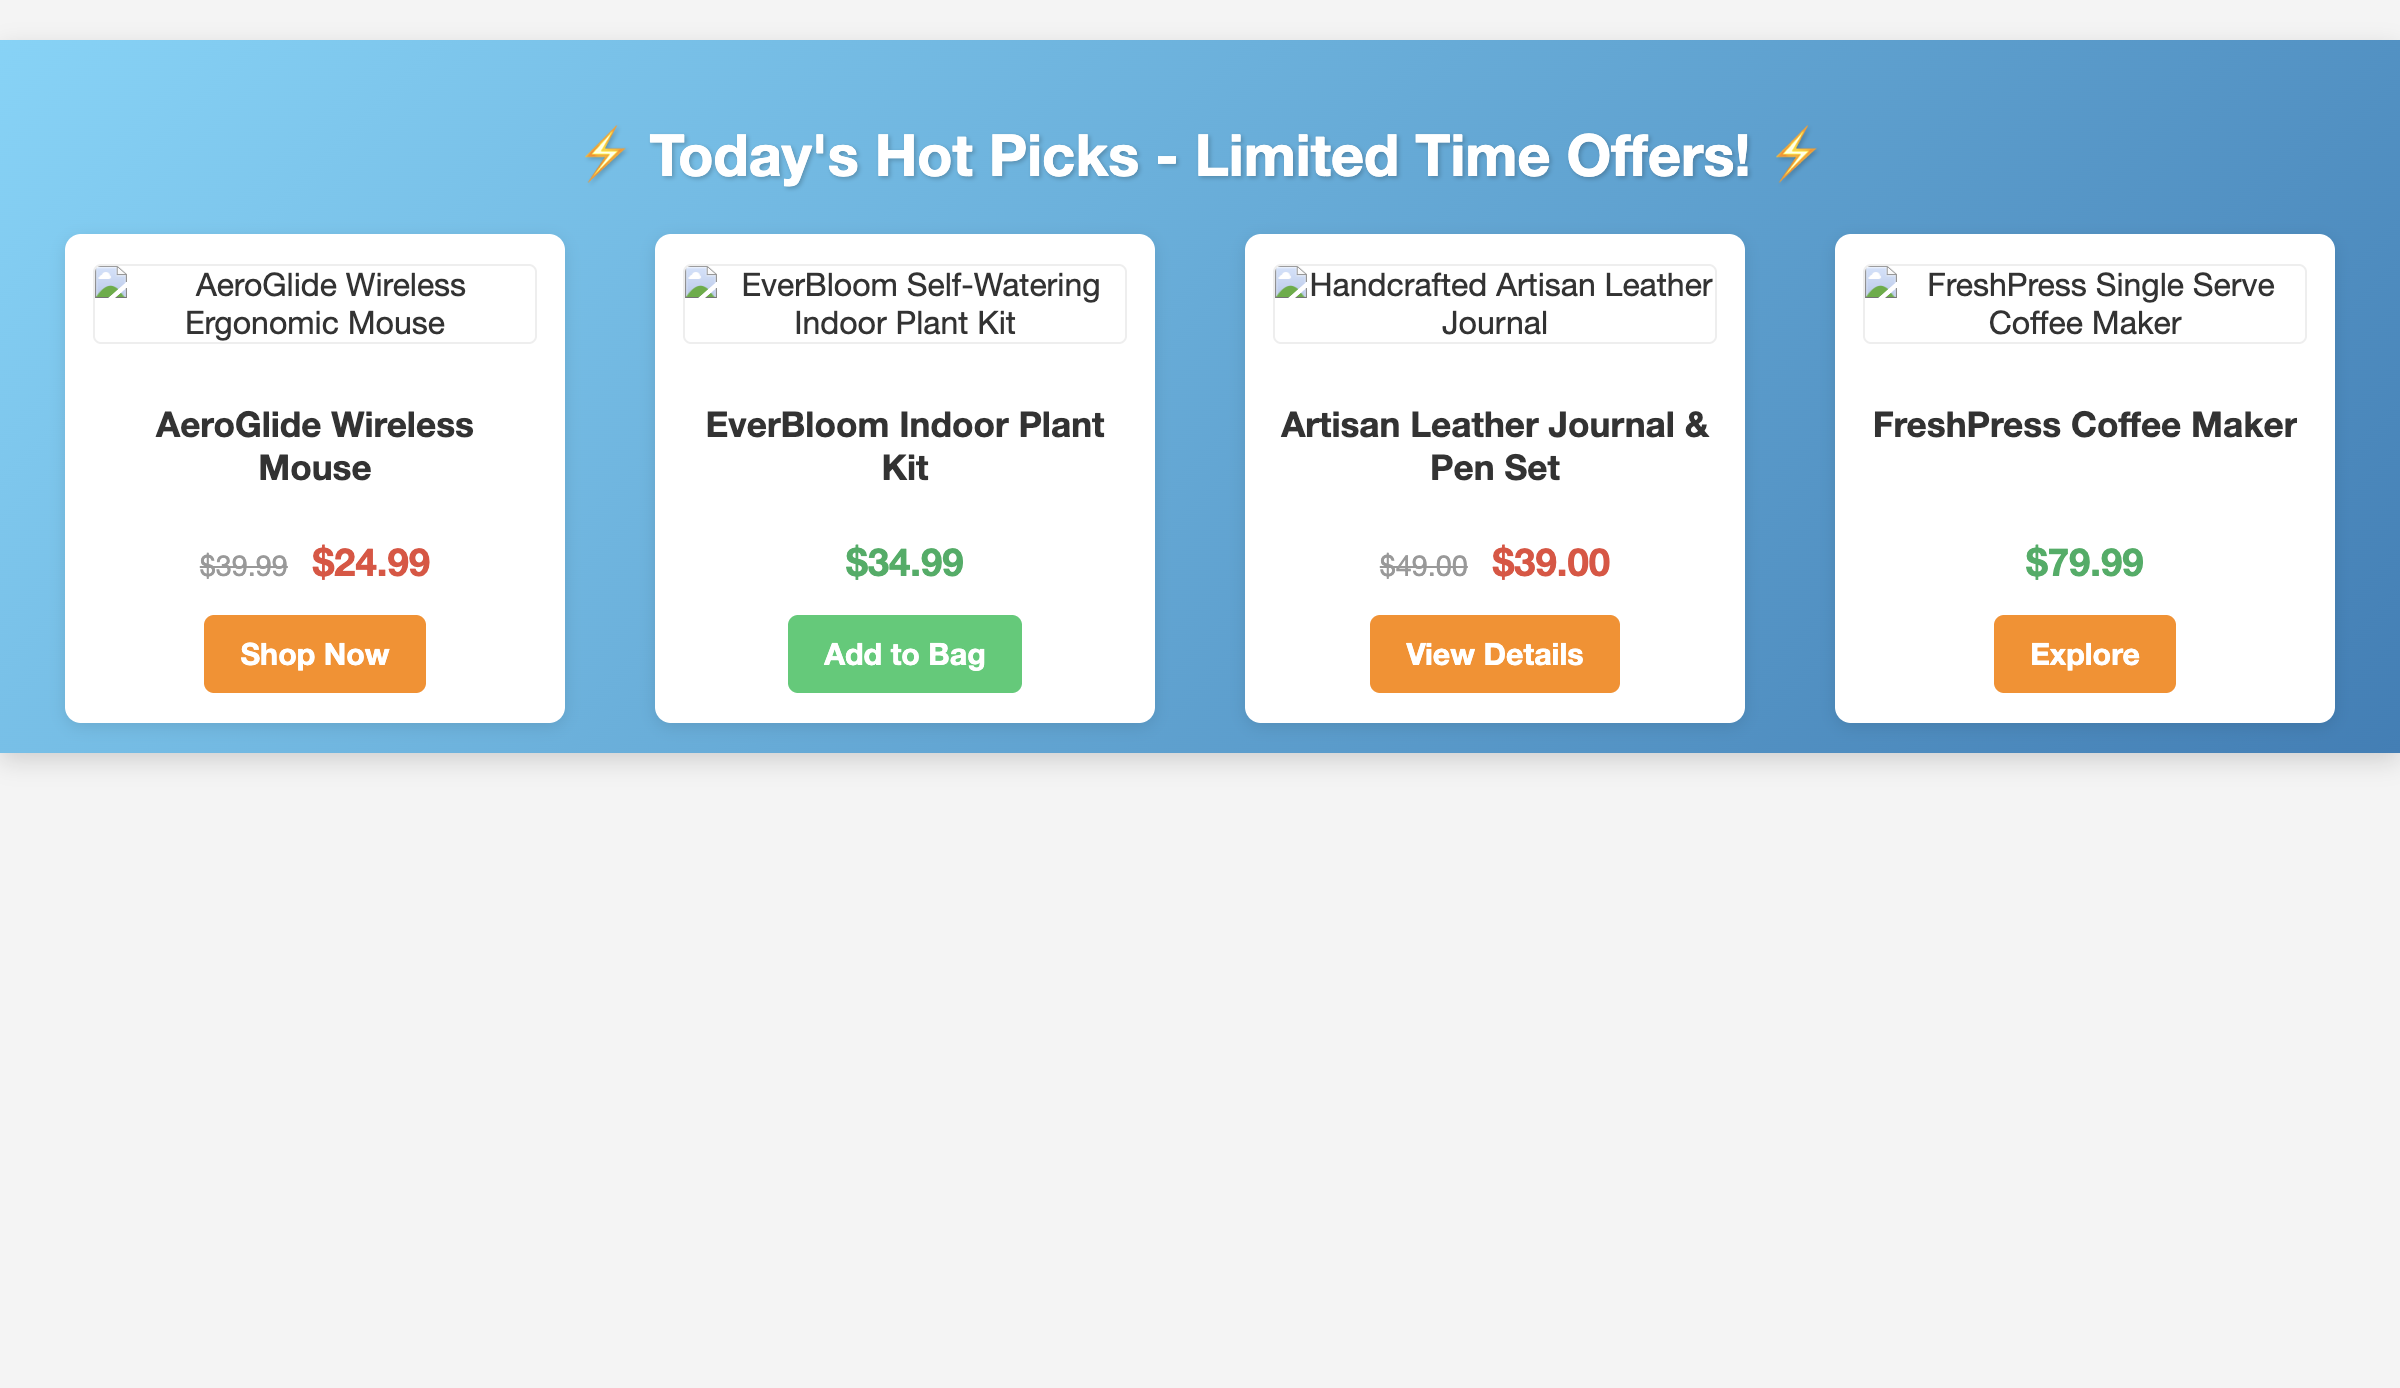 ⚡ Today's Hot Picks - Limited Time Offers! ⚡
AeroGlide Wireless
Ergonomic Mouse
AeroGlide Wireless
Mouse
$39.99 $24.99
Shop Now
EverBloom Self-Watering
Indoor Plant Kit
EverBloom Indoor Plant
Kit
$34.99
Add to Bag
Handcrafted Artisan Leather
Journal
Artisan Leather Journal &
Pen Set
$49.00 $39.00
View Details
FreshPress Single Serve
Coffee Maker
FreshPress Coffee Maker
$79.99
Explore